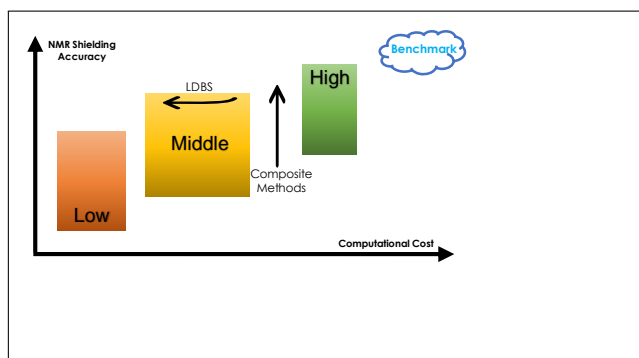 NMR Shielding
Accuracy
Benchmark
High
LDBS
Middle
Composite
Methods
Low
Computational Cost